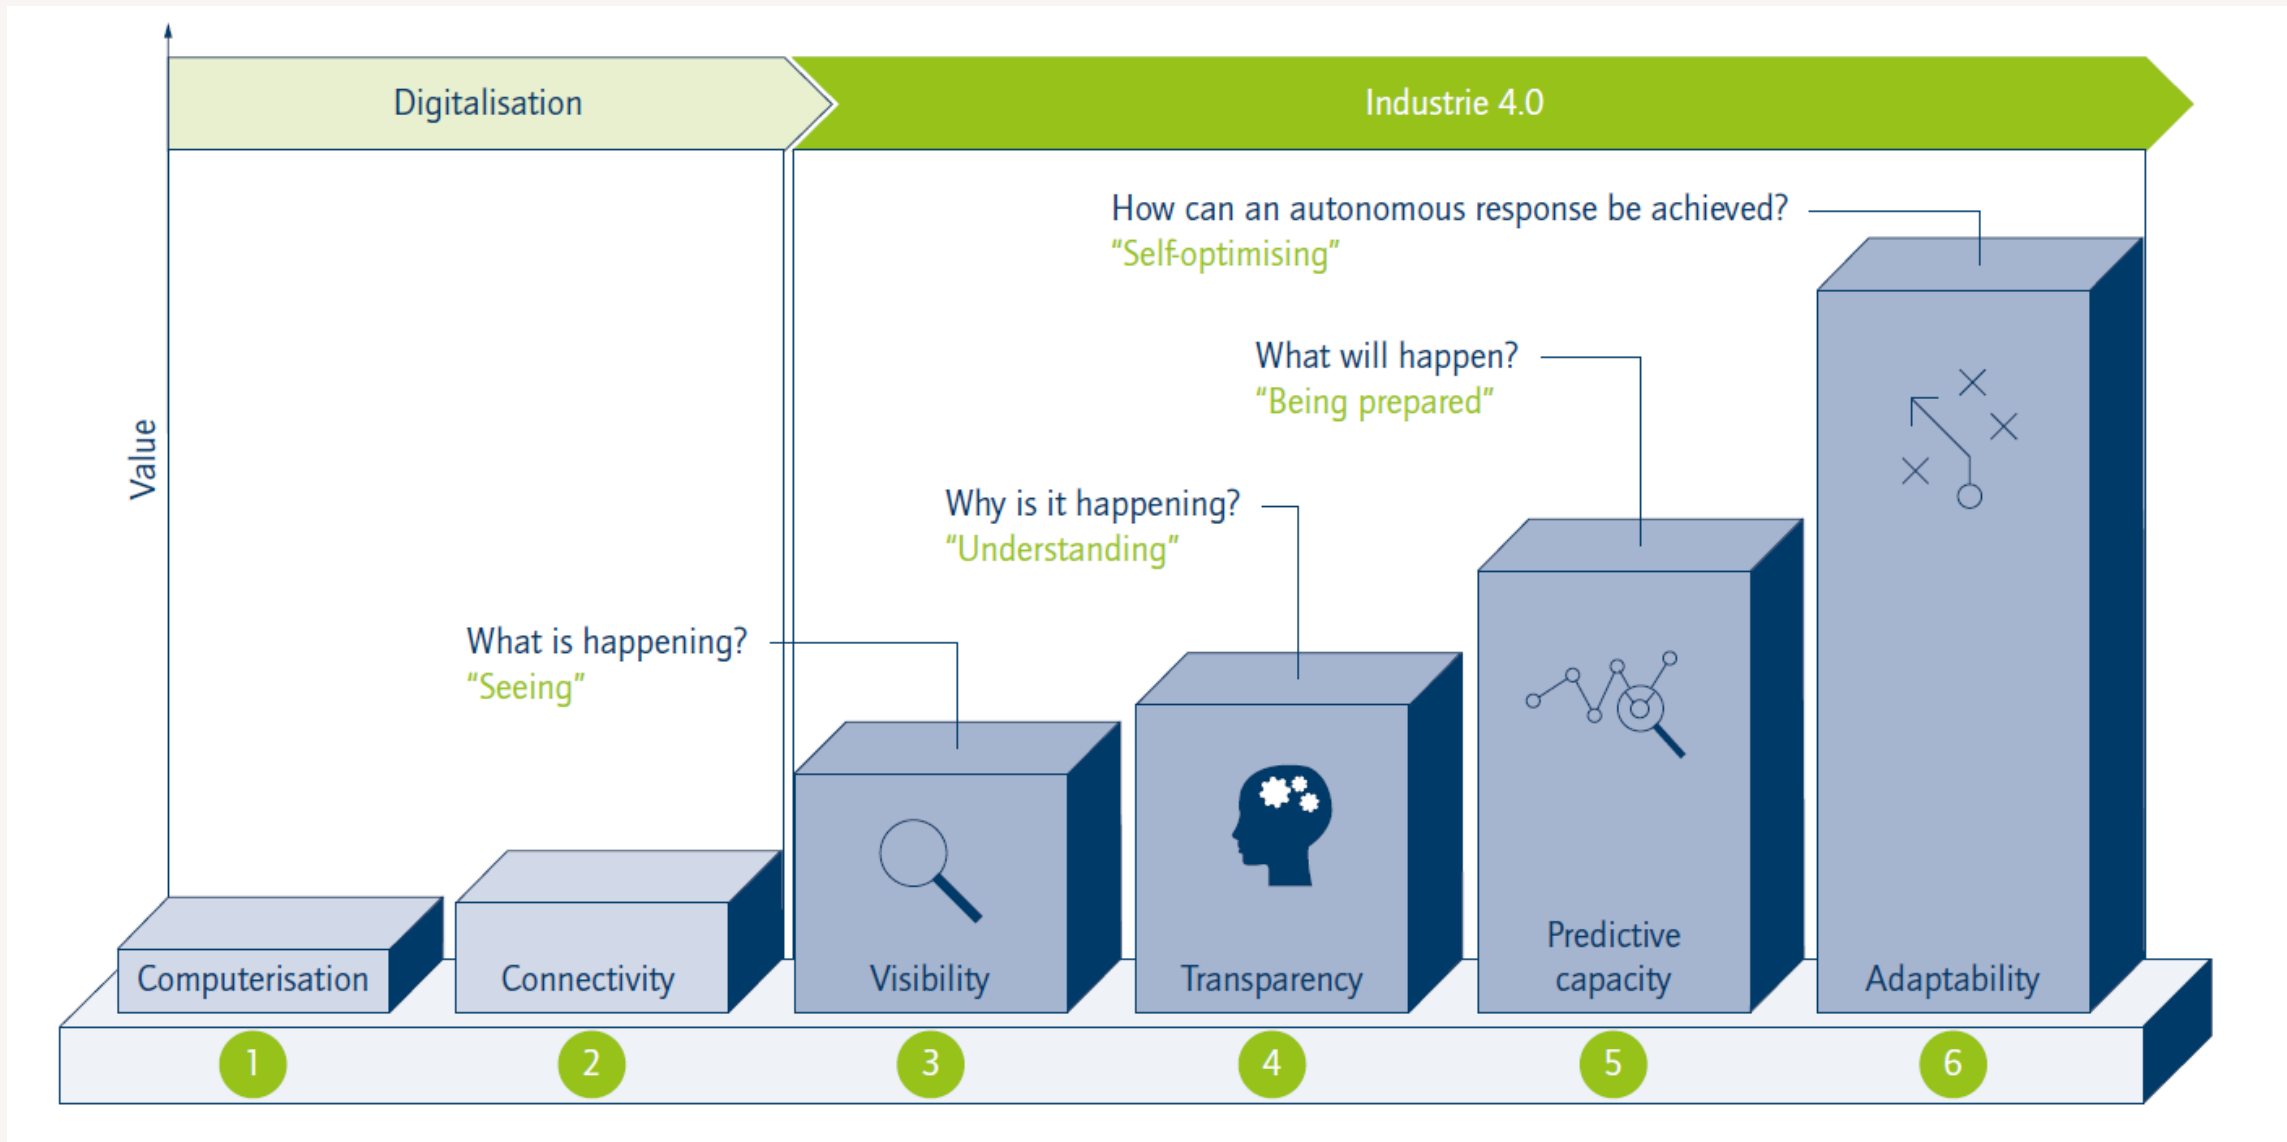 Digitalisation
Industrie 4.0
How can an autonomous response be achieved?
“Self-optimising”
What will happen?
“Being prepared”
Value
Why is it happening?
“Understanding”
What is happening?
“Seeing”
Computerisation
Connectivity
Visibility
Transparency
Predictive
capacity
Adaptability
1
2
3
4
5
6